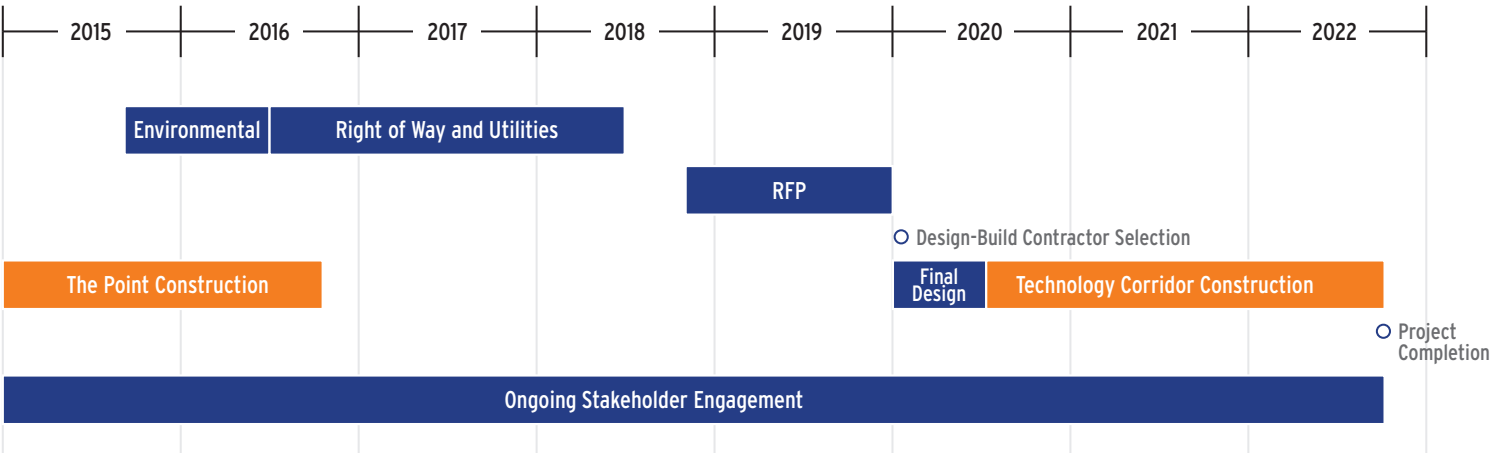 2015 2016 2017 2018 2019 2020 2021 2022
Environmental Right of Way and Utilities
RFP
Design-Build Contractor Selection
The Point Construction
Final
Design
Technology Corridor Construction
Project
Completion
Ongoing Stakeholder Engagement